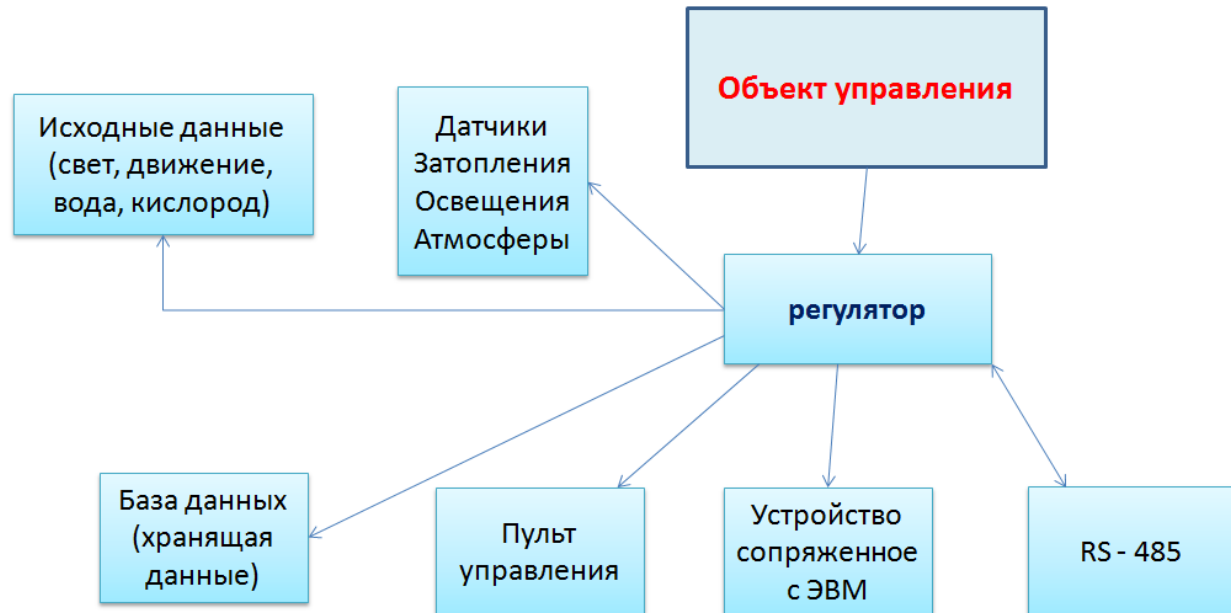 Объект управления
Исходные данные
(свет, движение,
вода, кислород)
Датчики
Затопления
Освещения
Атмосферы
регулятор
База данных
(хранящая
данные)
Пульт
управления
Устройство
сопряженное
с ЭВМ
RS - 485